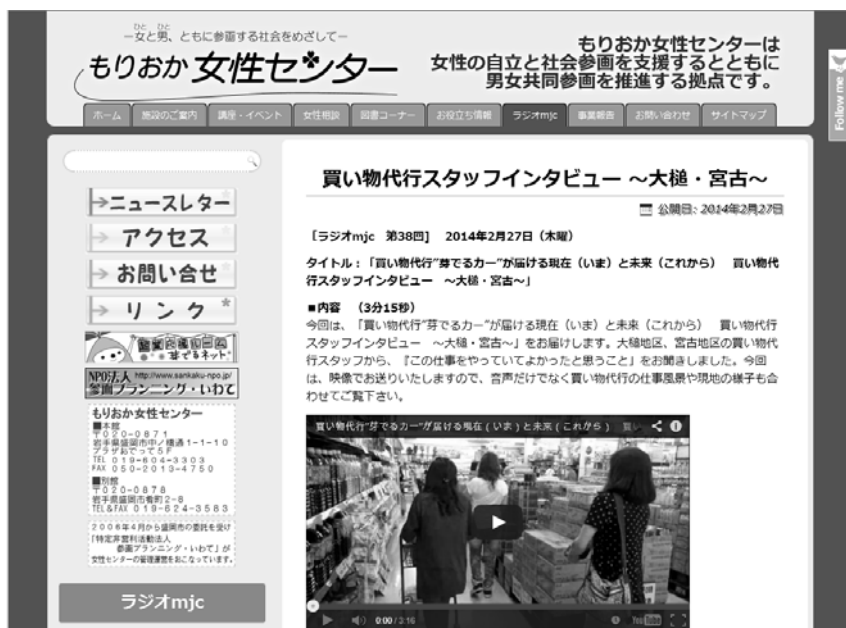 ひと ひと
－女と男、ともに参画する社会をめざして－
もりおか女性センター
もりおか女性センターは
女性の自立と社会参画を支援するとともに
男女共同参画を推進する拠点です。
Follow me
ホーム 施設のご案内 講座・イベント 女性相談 図書コーナー お役立ち情報 ラジオmjc 事業報告 お問い合わせ サイトマップ
ニュースレター
アクセス
お問い合せ
リンク
芽でるネット
NPO法人 http://www.sankaku-npo.jp/
参画プランニング・いわて
もりおか女性センター
■本館
〒020-0871
岩手県盛岡市中ノ橋通1-1-10
プラザおでって5F
TEL 019-604-3303
FAX 050-2013-4750
■別館
〒020-0878
岩手県盛岡市肴町2-8
TEL&FAX 019-624-3583
2006年4月から盛岡市の委託を受け
「特定非営利活動法人
参画プランニング・いわて」が
女性センターの管理運営をおこなっています。
ラジオmjc
買い物代行スタッフインタビュー ～大槌・宮古～
公開日: 2014年2月27日
［ラジオmjc 第38回］ 2014年2月27日（木曜）
タイトル：「買い物代行"芽でるカー"が届ける現在（いま）と未来（これから） 買い物代
行スタッフインタビュー ～大槌・宮古～」
■内容 （3分15秒）
今回は、「買い物代行"芽でるカー"が届ける現在（いま）と未来（これから） 買い物代行
スタッフインタビュー ～大槌・宮古～」をお届けします。大槌地区、宮古地区の買い物代
行スタッフから、『この仕事をやっていてよかったと思うこと』をお聞きしました。今回
は、映像でお送りいたしますので、音声だけでなく買い物代行の仕事風景や現地の様子も合
わせてご覧下さい。
買い物代行"芽でるカー"が届ける現在（いま）と未来（これから） 買い
0:00 / 3:16
YouTube